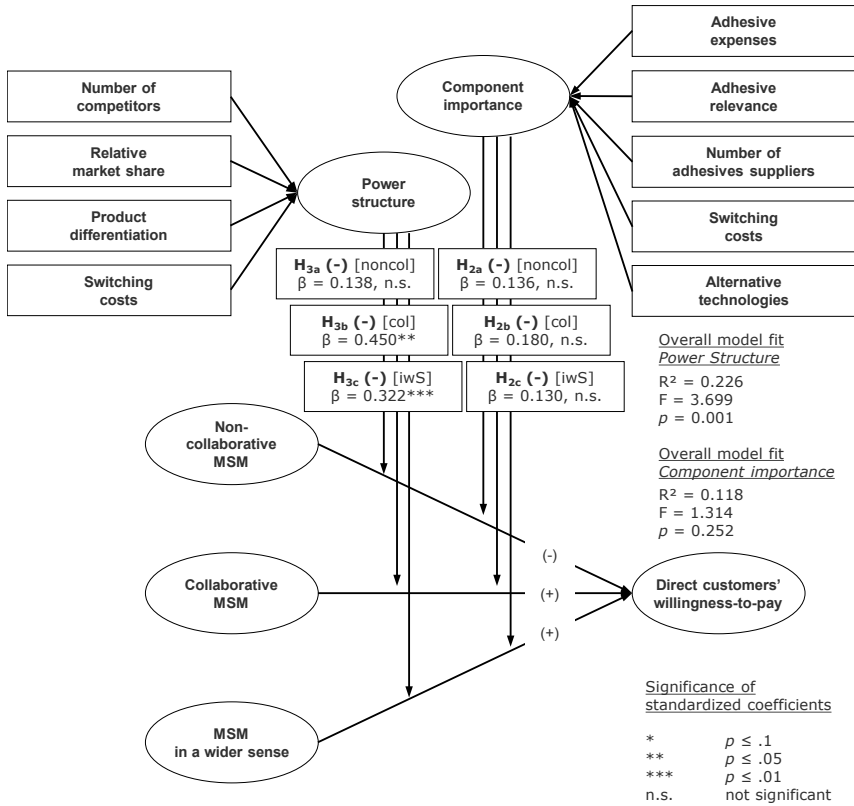 Adhesive
expenses
Component
importance
Number of
competitors
Adhesive
relevance
Relative
market share
Number of
adhesives suppliers
Power
structure
Product
differentiation
Switching
costs
Switching
costs
Alternative
technologies
H3a (-) [noncol]
β = 0.138, n.s.
H2a (-) [noncol]
β = 0.136, n.s.
H3b (-) [col]
β = 0.450**
H2b (-) [col]
β = 0.180, n.s.
H3c (-) [iwS]
β = 0.322***
H2c (-) [iwS]
β = 0.130, n.s.
Overall model fit
Power Structure
R² = 0.226
F = 3.699
p = 0.001
Overall model fit
Component importance
R² = 0.118
F = 1.314
p = 0.252
Non-
collaborative
MSM
(-)
Collaborative
MSM
(+)
Direct customers'
willingness-to-pay
(+)
MSM
in a wider sense
Significance of
standardized coefficients
* p ≤ .1
** p ≤ .05
*** p ≤ .01
n.s. not significant